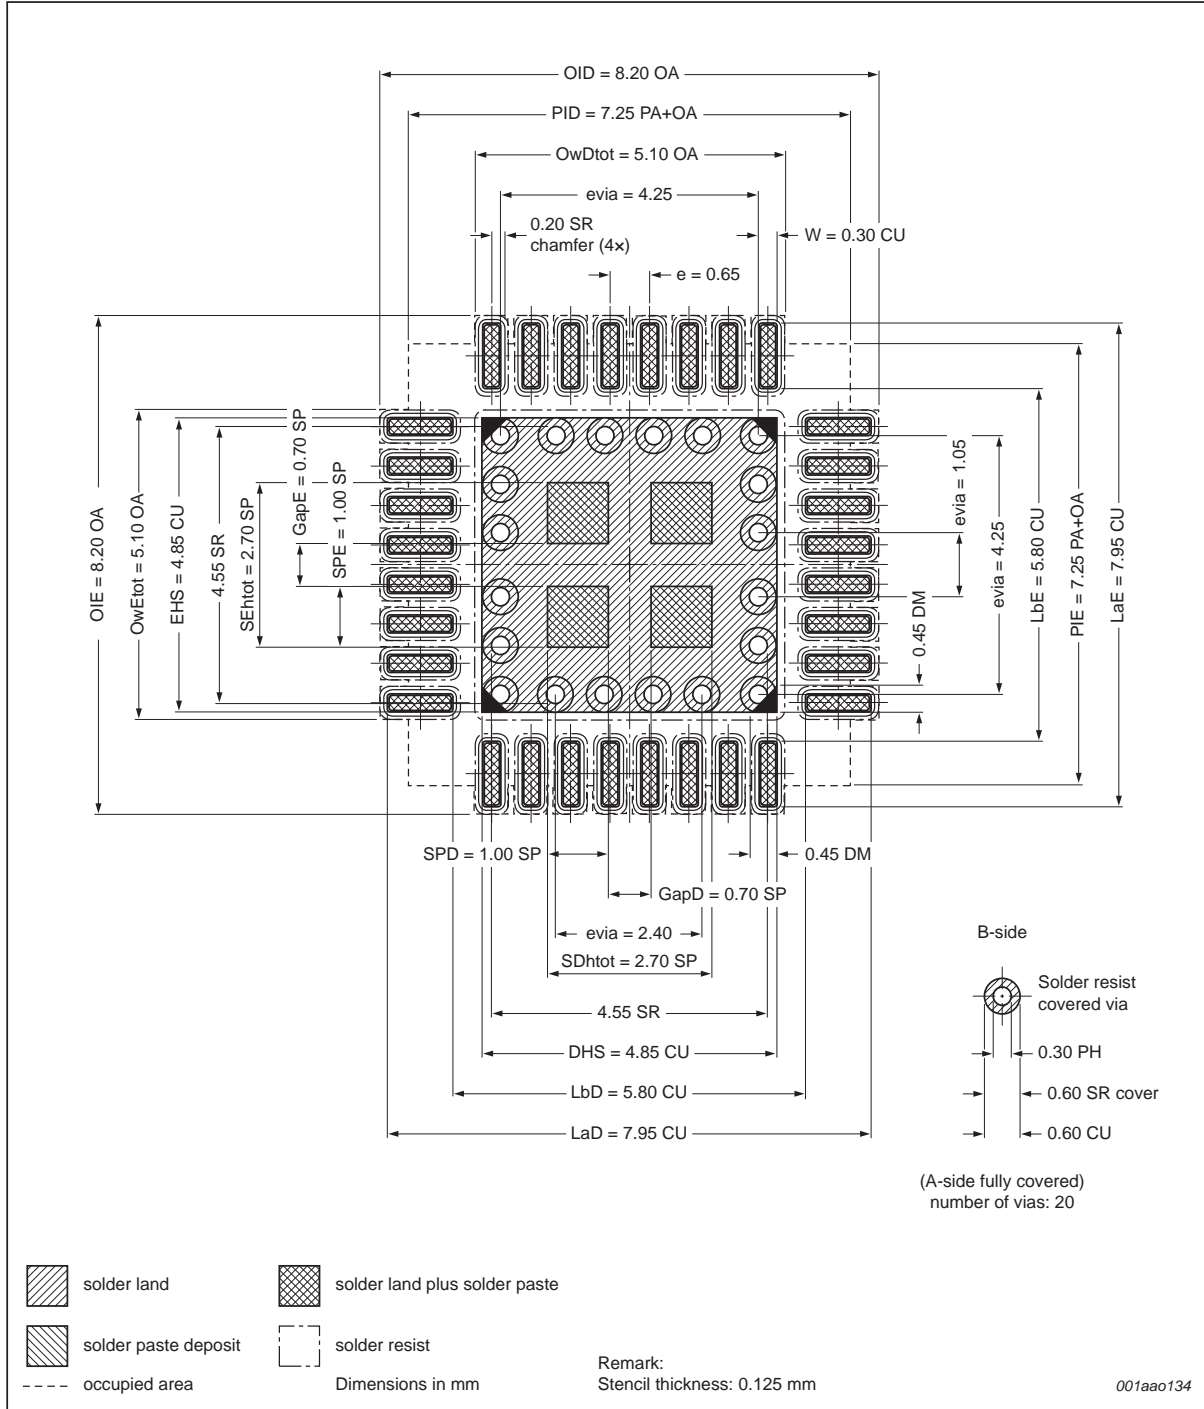 OID = 8.20 OA
PID = 7.25 PA+OA
OwDtot = 5.10 OA
evia = 4.25
0.20 SR
chamfer (4×)
W = 0.30 CU
e = 0.65
OIE = 8.20 OA
OwEtot = 5.10 OA
EHS = 4.85 CU
4.55 SR
SEhtot = 2.70 SP
GapE = 0.70 SP
SPE = 1.00 SP
evia = 1.05
0.45 DM
evia = 4.25
LbE = 5.80 CU
PIE = 7.25 PA+OA
LaE = 7.95 CU
SPD = 1.00 SP
0.45 DM
GapD = 0.70 SP
evia = 2.40
SDhtot = 2.70 SP
4.55 SR
DHS = 4.85 CU
LbD = 5.80 CU
LaD = 7.95 CU
B-side
Solder resist
covered via
0.30 PH
0.60 SR cover
0.60 CU
(A-side fully covered)
number of vias: 20
solder land
solder land plus solder paste
solder paste deposit
solder resist
occupied area
Dimensions in mm
Remark:
Stencil thickness: 0.125 mm
001aao134